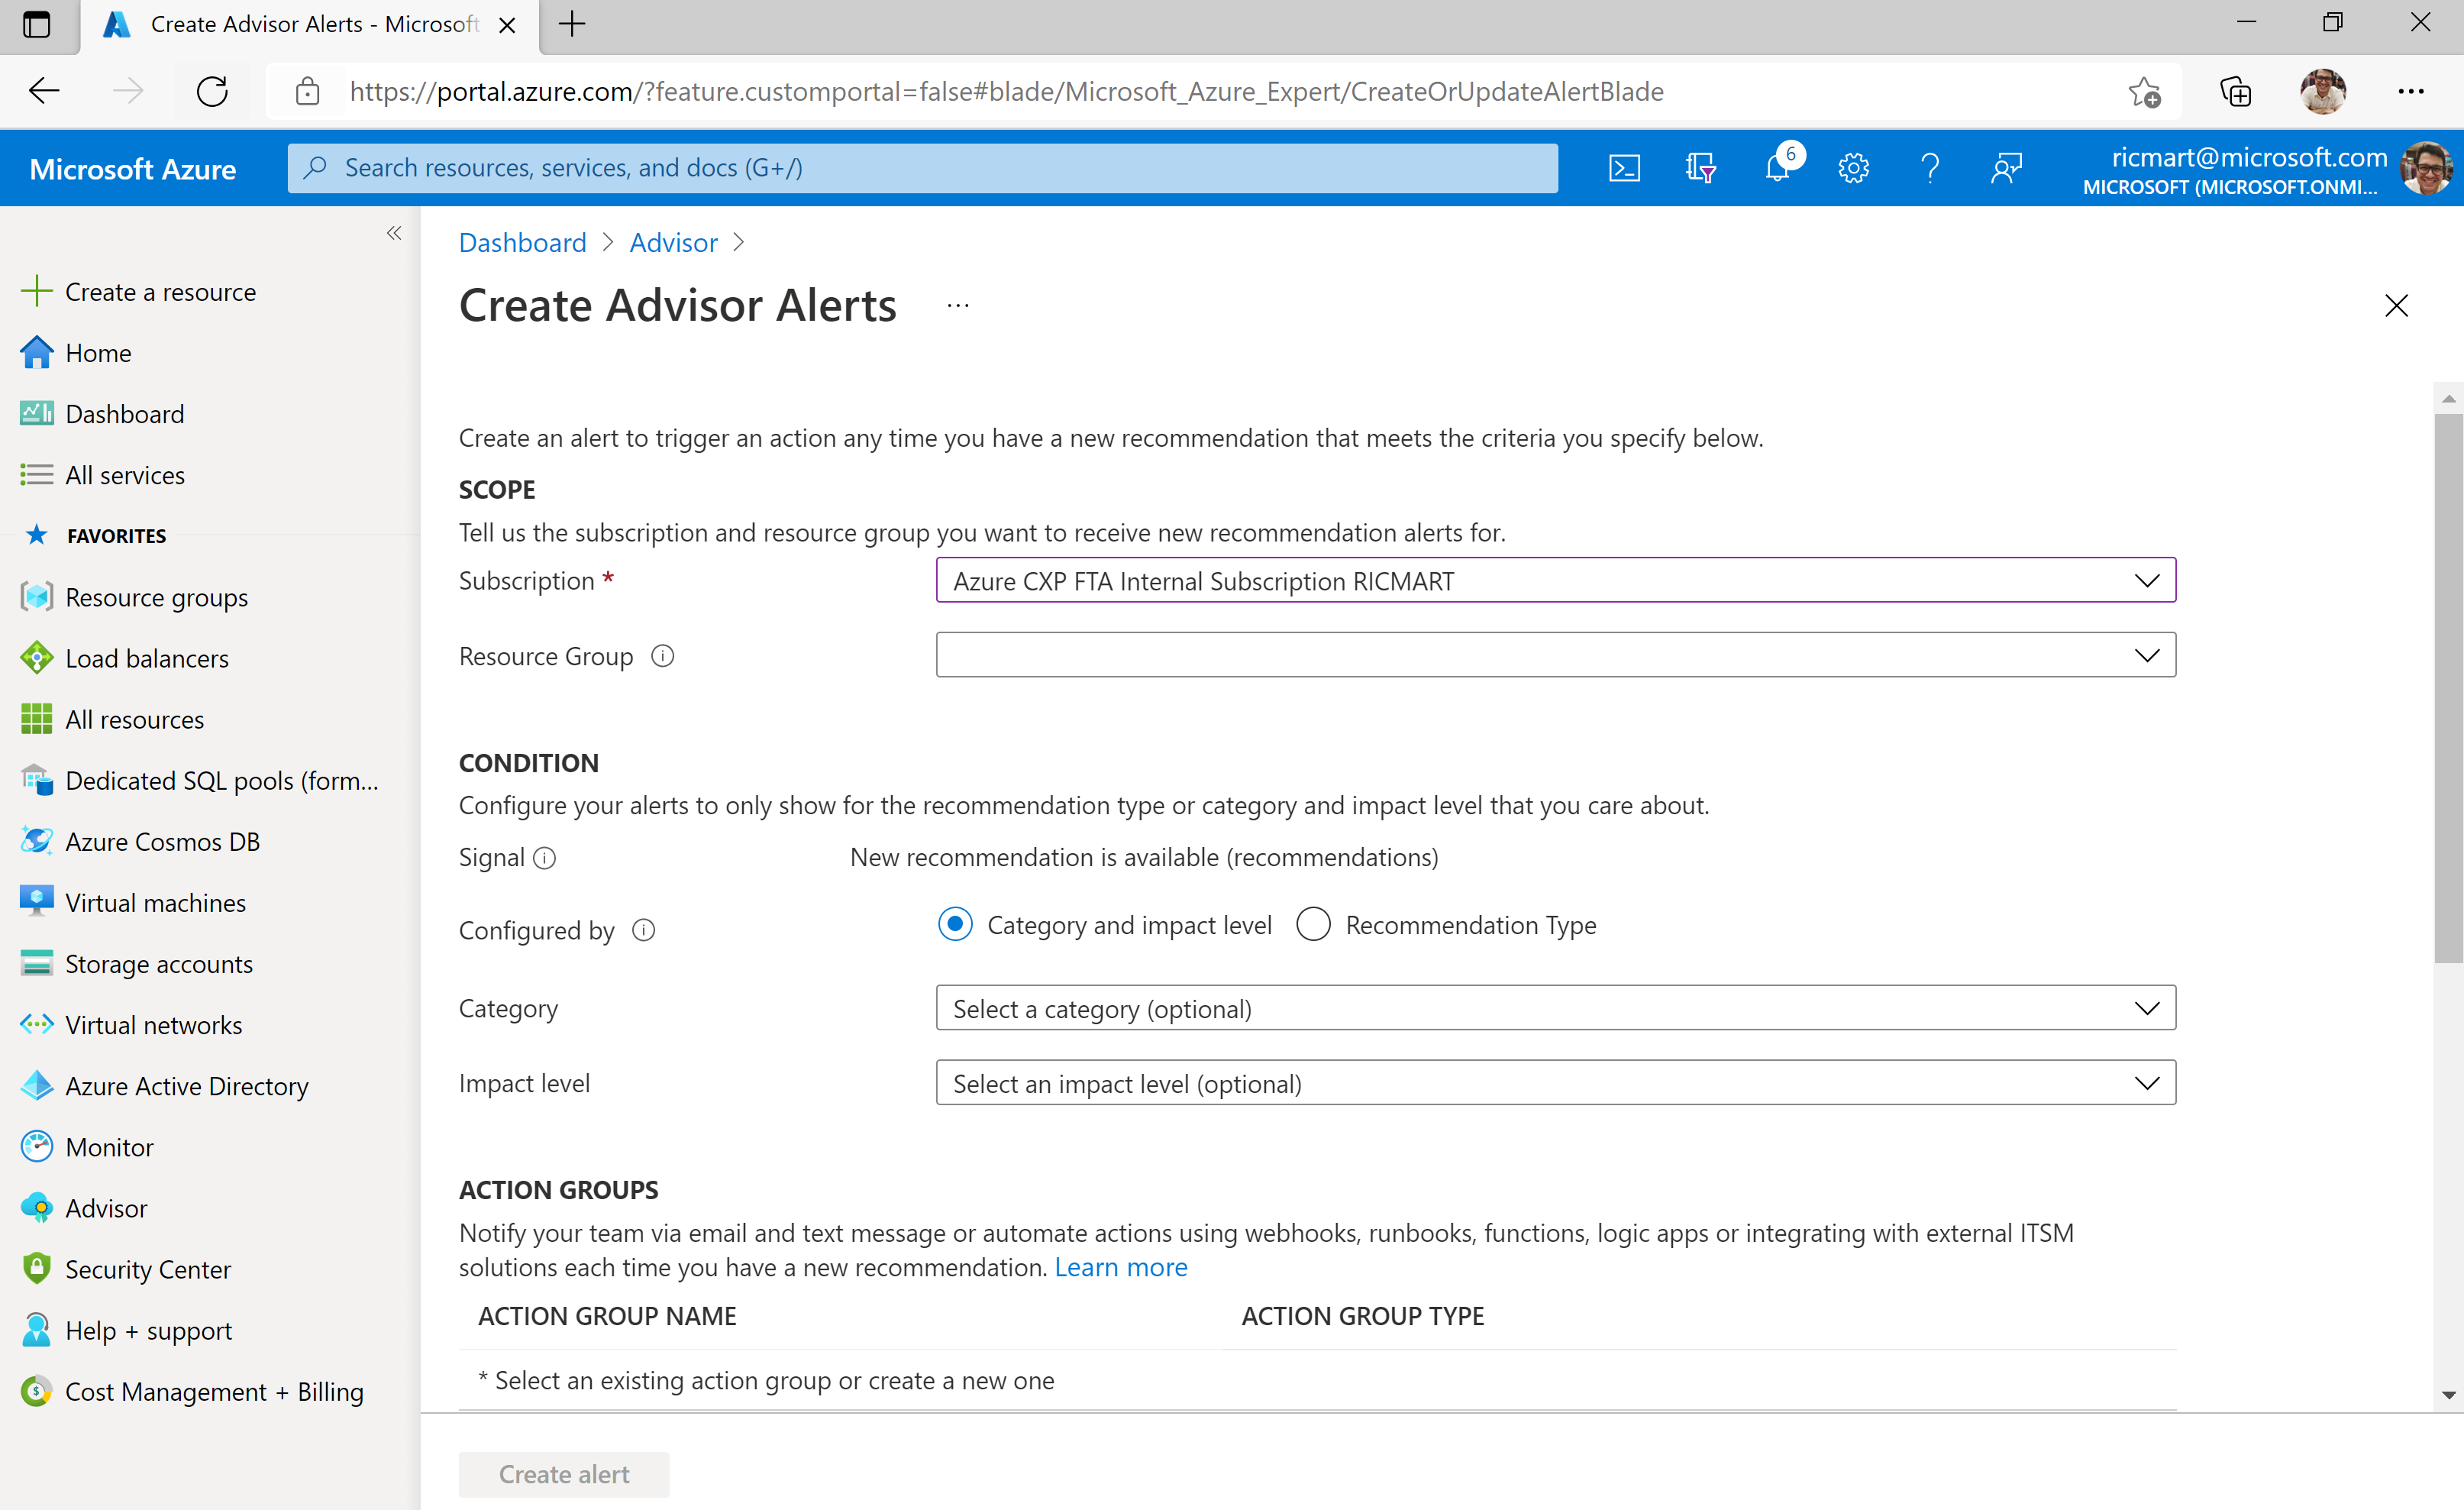 Create Advisor Alerts - Microsoft
https://portal.azure.com/?feature.customportal=false#blade/Microsoft_Azure_Expert/CreateOrUpdateAlertBlade
Microsoft Azure
Search resources, services, and docs (G+/)
6
ricmart@microsoft.com
MICROSOFT (MICROSOFT.ONMI...
Create a resource
Home
Dashboard
All services
FAVORITES
Resource groups
Load balancers
All resources
Dedicated SQL pools (form...
Azure Cosmos DB
Virtual machines
Storage accounts
Virtual networks
Azure Active Directory
Monitor
Advisor
Security Center
Help + support
Cost Management + Billing
Dashboard > Advisor >
Create Advisor Alerts ...
Create an alert to trigger an action any time you have a new recommendation that meets the criteria you specify below.
SCOPE
Tell us the subscription and resource group you want to receive new recommendation alerts for.
Subscription * Azure CXP FTA Internal Subscription RICMART
Resource Group
CONDITION
Configure your alerts to only show for the recommendation type or category and impact level that you care about.
Signal New recommendation is available (recommendations)
Configured by Category and impact level Recommendation Type
Category Select a category (optional)
Impact level Select an impact level (optional)
ACTION GROUPS
Notify your team via email and text message or automate actions using webhooks, runbooks, functions, logic apps or integrating with external ITSM
solutions each time you have a new recommendation. Learn more
ACTION GROUP NAME ACTION GROUP TYPE
* Select an existing action group or create a new one
Create alert